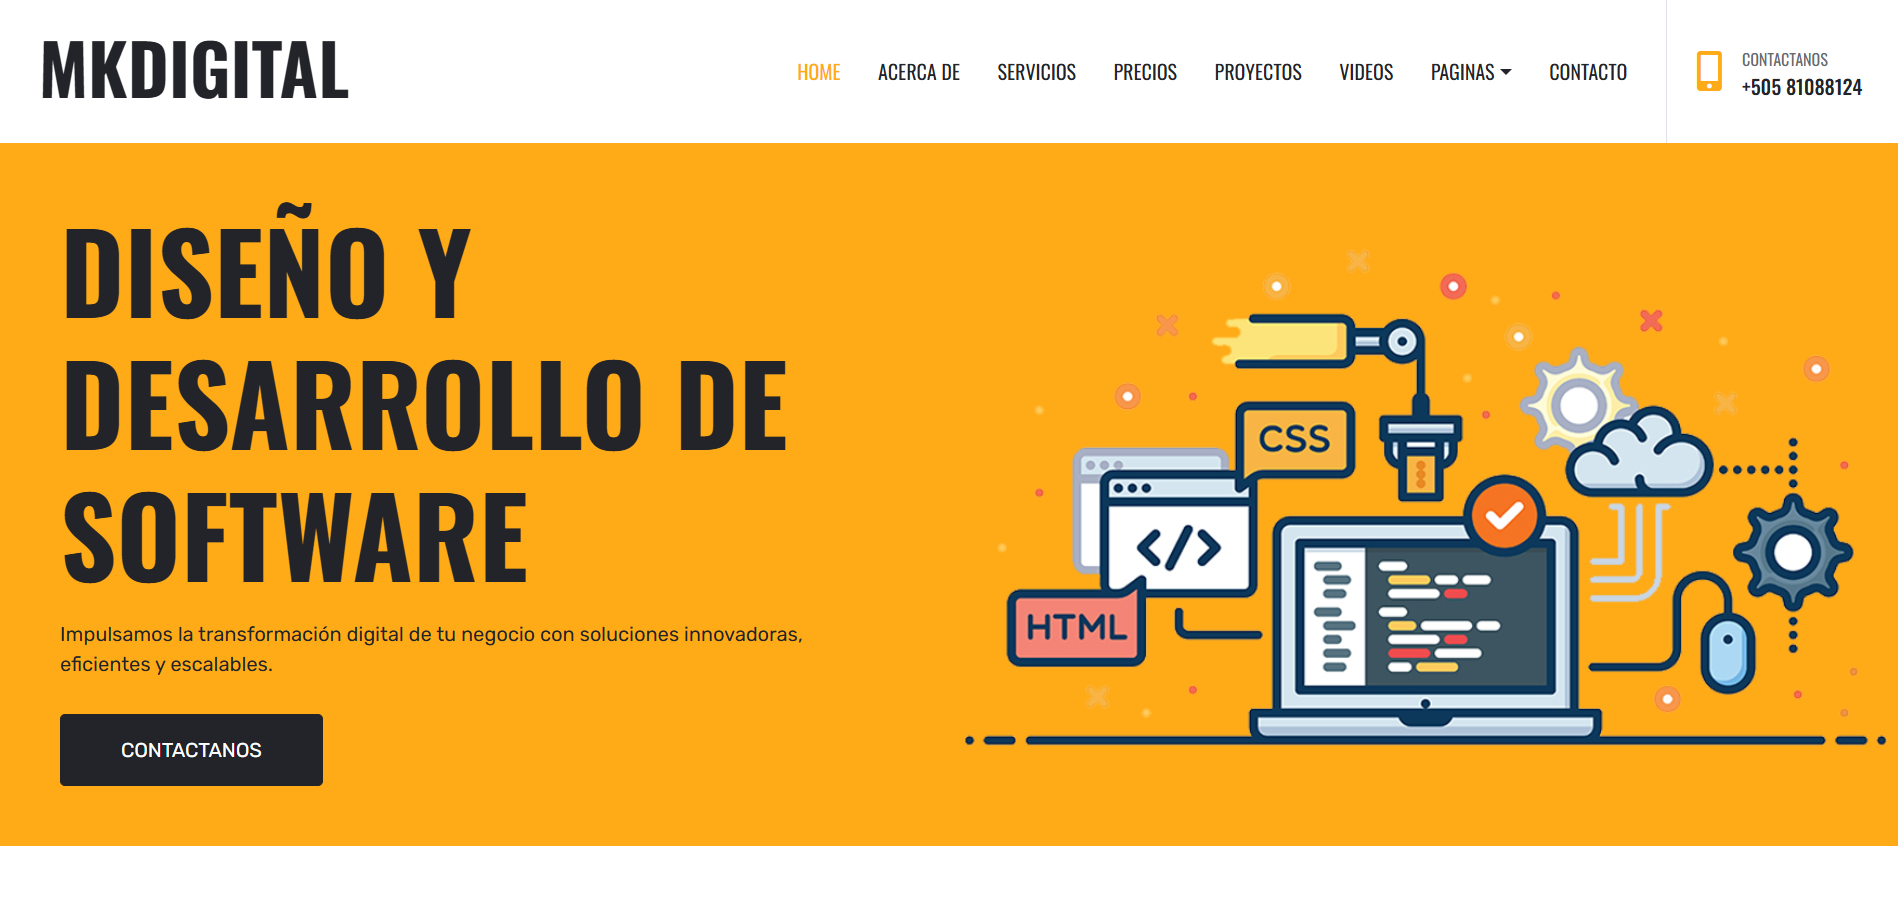 MKDIGITAL
HOME ACERCA DE SERVICIOS PRECIOS PROYECTOS VIDEOS PAGINAS CONTACTO
CONTACTANOS
+505 81088124
DISEÑO Y
DESARROLLO DE
SOFTWARE
Impulsamos la transformación digital de tu negocio con soluciones innovadoras,
eficientes y escalables.
CONTACTANOS
CSS
</>
HTML